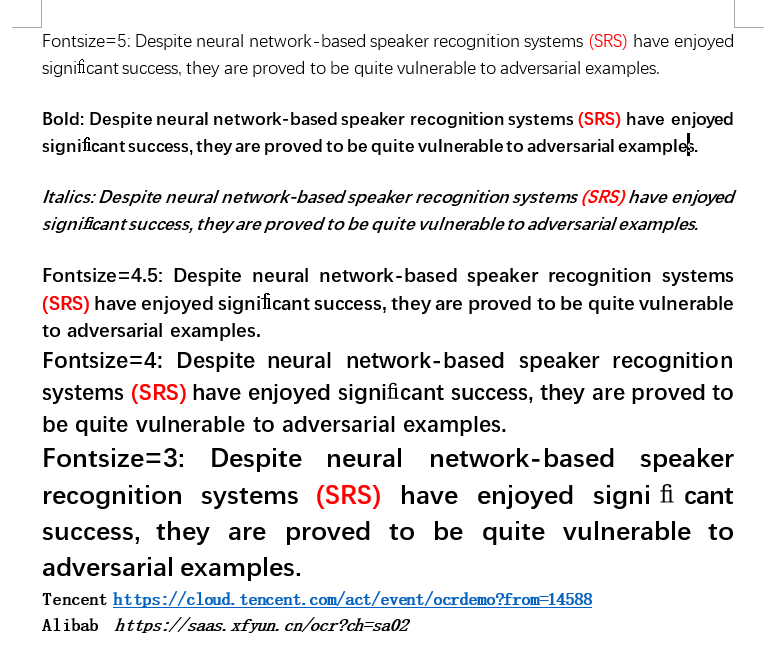 Fontsize=5: Despite neural network-based speaker recognition systems (SRS) have enjoyed
significant success, they are proved to be quite vulnerable to adversarial examples.
Bold: Despite neural network-based speaker recognition systems (SRS) have enjoyed
significant success, they are proved to be quite vulnerable to adversarial examples.
Italics: Despite neural network-based speaker recognition systems (SRS) have enjoyed
significant success, they are proved to be quite vulnerable to adversarial examples.
Fontsize=4.5: Despite neural network-based speaker recognition systems
(SRS) have enjoyed significant success, they are proved to be quite vulnerable
to adversarial examples.
Fontsize=4: Despite neural network-based speaker recognition
systems (SRS) have enjoyed significant success, they are proved to
be quite vulnerable to adversarial examples.
Fontsize=3: Despite neural network-based speaker
recognition systems (SRS) have enjoyed signi fi cant
success, they are proved to be quite vulnerable to
adversarial examples.
Tencent https://cloud.tencent.com/act/event/ocrdemo?from=14588
Alibab https://saas.xfyun.cn/ocr?ch=sa02